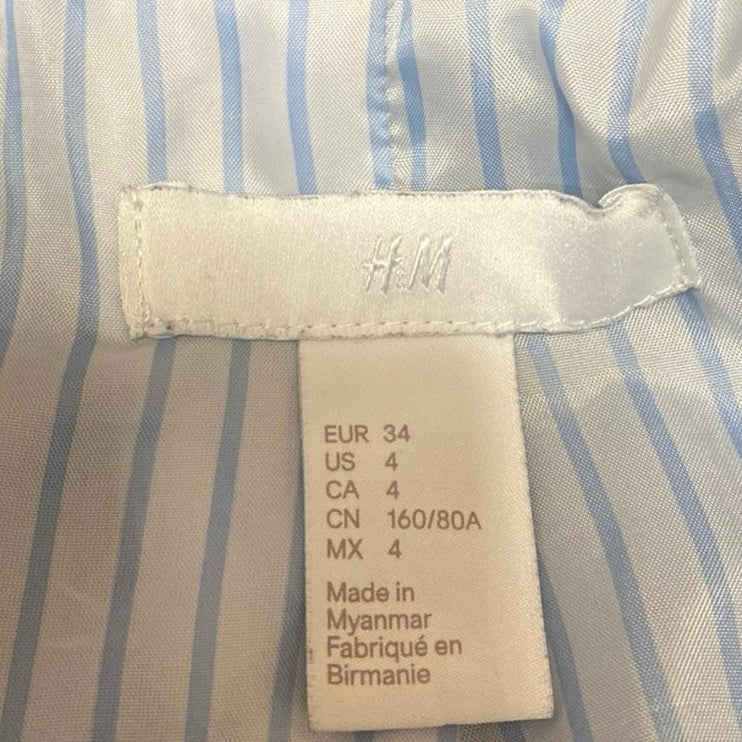 H&M
EUR 34
US 4
CA 4
CN 160/80A
MX 4
Made in
Myanmar
Fabriqué en
Birmanie